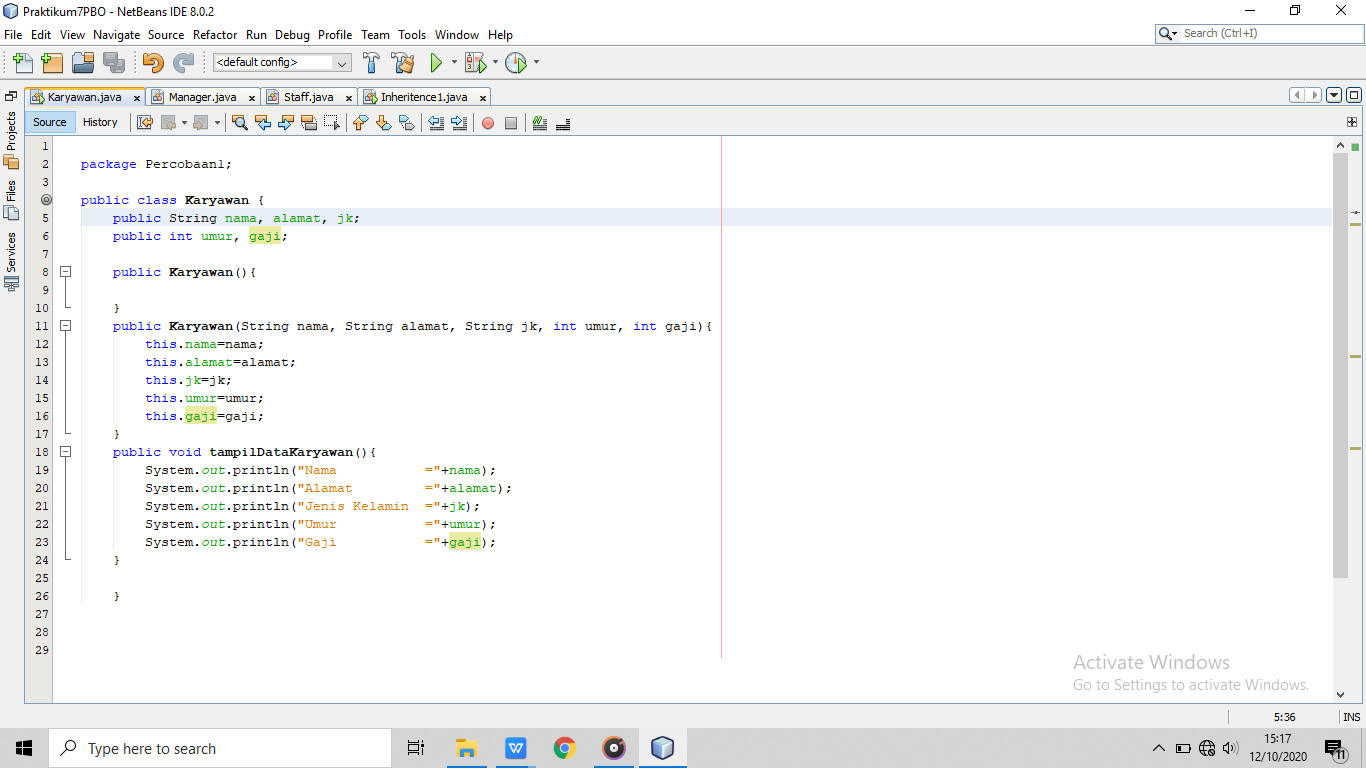 Praktikum7PBO - NetBeans IDE 8.0.2
File Edit View Navigate Source Refactor Run Debug Profile Team Tools Window Help
Search (Ctrl+I)
<default config>
Karyawan.java Manager.java Staff.java Inheritence1.java
Source History
Projects
Files
Services
1
2 package Percobaan1;
3
public class Karyawan {
5 public String nama, alamat, jk;
6 public int umur, gaji;
7
8 public Karyawan(){
9
10 }
11 public Karyawan(String nama, String alamat, String jk, int umur, int gaji){
12 this.nama=nama;
13 this.alamat=alamat;
14 this.jk=jk;
15 this.umur=umur;
16 this.gaji=gaji;
17 }
18 public void tampilDataKaryawan(){
19 System.out.println("Nama           ="+nama);
20 System.out.println("Alamat         ="+alamat);
21 System.out.println("Jenis Kelamin  ="+jk);
22 System.out.println("Umur           ="+umur);
23 System.out.println("Gaji           ="+gaji);
24 }
25
26 }
27
28
29
Activate Windows
Go to Settings to activate Windows.
5:36 INS
Type here to search
15:17
12/10/2020
11